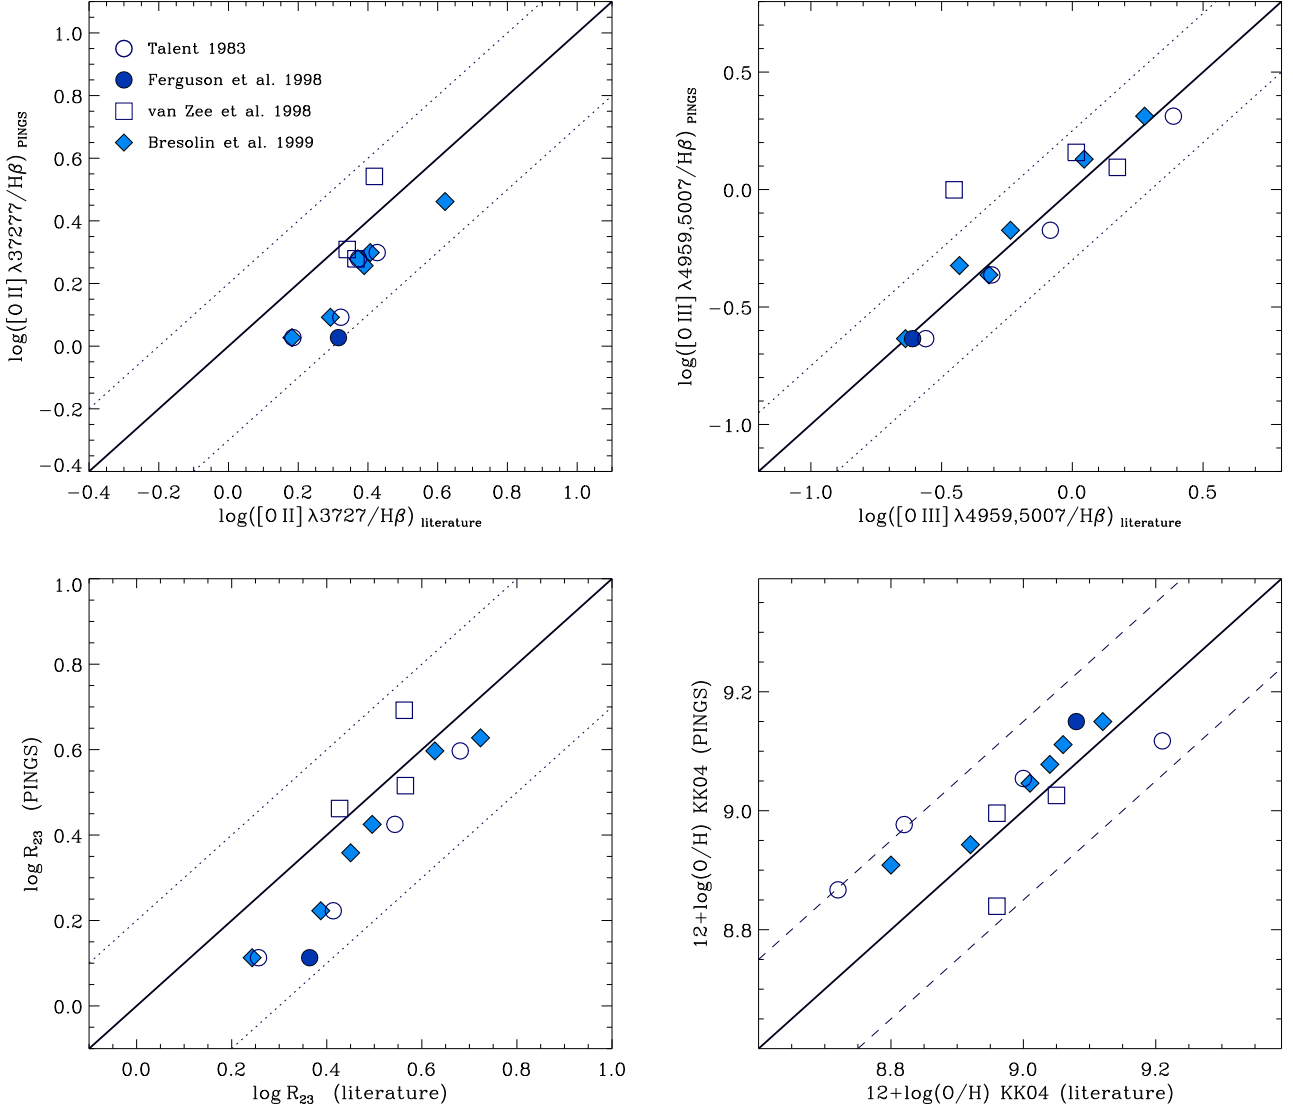 1.0
0.8
0.6
0.4
0.2
0.0
−0.2
−0.4
log([O II] λ37277/Hβ) PINGS
Talent 1983
Ferguson et al. 1998
van Zee et al. 1998
Bresolin et al. 1999
−0.4 −0.2 0.0 0.2 0.4 0.6 0.8 1.0
log([O II] λ3727/Hβ) literature
0.5
0.0
−0.5
−1.0
log([O III] λ4959,5007/Hβ) PINGS
−1.0 −0.5 0.0 0.5
log([O III] λ4959,5007/Hβ) literature
1.0
0.8
0.6
0.4
0.2
0.0
log R23 (PINGS)
0.0 0.2 0.4 0.6 0.8 1.0
log R23 (literature)
9.2
9.0
8.8
12+log(O/H) KK04 (PINGS)
8.8 9.0 9.2
12+log(O/H) KK04 (literature)